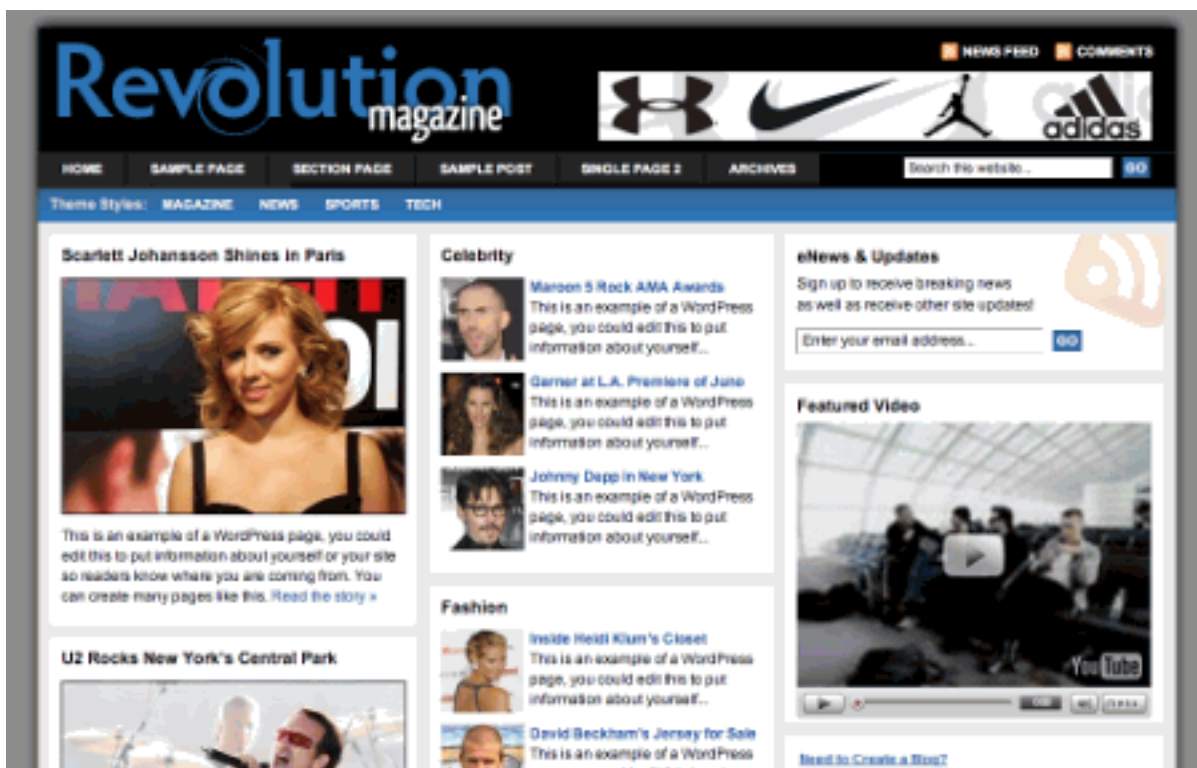 Revolution
magazine
NEWS FEED COMMENTS
adidas
HOME SAMPLE PAGE SECTION PAGE SAMPLE POST SINGLE PAGE 2 ARCHIVES
Search this website... GO
Theme Styles: MAGAZINE NEWS SPORTS TECH
Scarlett Johansson Shines in Paris
This is an example of a WordPress page, you could
edit this to put information about yourself or your site
so readers know where you are coming from. You
can create many pages like this. Read the story »
U2 Rocks New York's Central Park
Celebrity
Maroon 5 Rock AMA Awards
This is an example of a WordPress
page, you could edit this to put
information about yourself...
Garner at L.A. Premiere of Juno
This is an example of a WordPress
page, you could edit this to put
information about yourself...
Johnny Depp in New York
This is an example of a WordPress
page, you could edit this to put
information about yourself...
Fashion
Inside Heidi Klum's Closet
This is an example of a WordPress
page, you could edit this to put
information about yourself...
David Beckham's Jersey for Sale
This is an example of a WordPress
eNews & Updates
Sign up to receive breaking news
as well as receive other site updates!
Enter your email address... GO
Featured Video
You Tube
Need to Create a Blog?